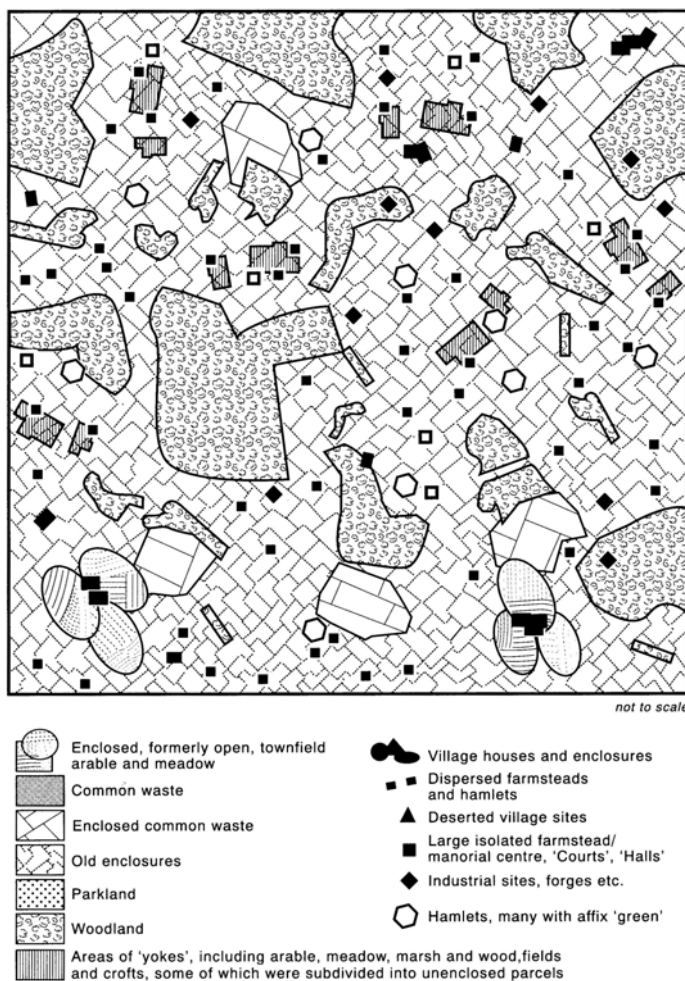 not to scale
Enclosed, formerly open, townfield
arable and meadow
Common waste
Enclosed common waste
Old enclosures
Parkland
Woodland
Areas of 'yokes', including arable, meadow, marsh and wood,fields
and crofts, some of which were subdivided into unenclosed parcels
Village houses and enclosures
Dispersed farmsteads
and hamlets
Deserted village sites
Large isolated farmstead/
manorial centre, 'Courts', 'Halls'
Industrial sites, forges etc.
Hamlets, many with affix 'green'